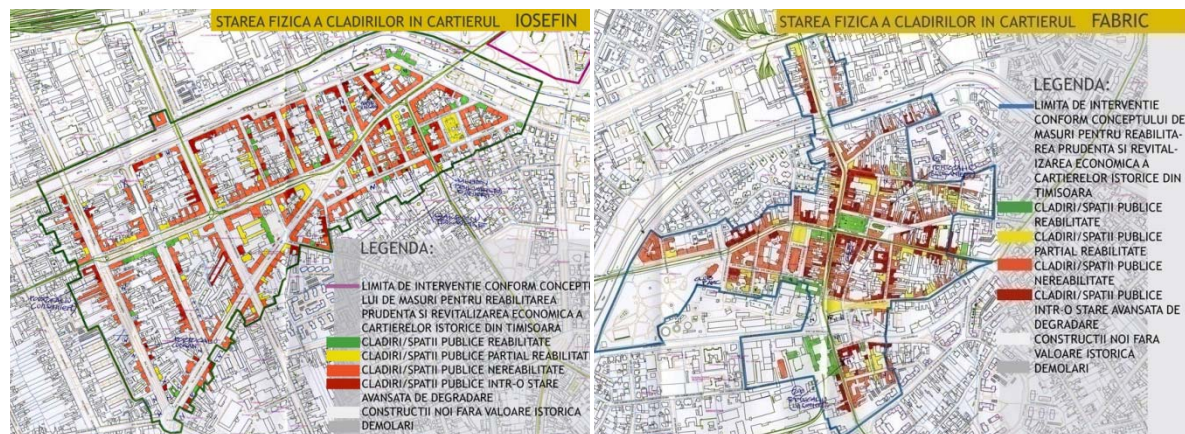 STAREA FIZICA A CLADIRILOR IN CARTIERUL IOSEFIN
LEGENDA:
LIMITA DE INTERVENTIE CONFORM CONCEPTU
LUI DE MASURI PENTRU REABILITAREA
PRUDENTA SI REVITALIZAREA ECONOMICA A
CARTIERELOR ISTORICE DIN TIMISOARA
CLADIRI/SPATII PUBLICE REABILITATE
CLADIRI/SPATII PUBLICE PARTIAL REABILITAT
CLADIRI/SPATII PUBLICE NEREABILITATE
CLADIRI/SPATII PUBLICE INTR-O STARE
AVANSATA DE DEGRADARE
CONSTRUCTII NOI FARA VALOARE ISTORICA
DEMOLARI
STAREA FIZICA A CLADIRILOR IN CARTIERUL FABRIC
LEGENDA:
LIMITA DE INTERVENTIE
CONFORM CONCEPTULUI DE
MASURI PENTRU REABILITA-
REA PRUDENTA SI REVITAL-
IZAREA ECONOMICA A
CARTIERELOR ISTORICE DIN
TIMISOARA
CLADIRI/SPATII PUBLICE
REABILITATE
CLADIRI/SPATII PUBLICE
PARTIAL REABILITATE
CLADIRI/SPATII PUBLICE
NEREABILITATE
CLADIRI/SPATII PUBLICE
INTR-O STARE AVANSATA DE
DEGRADARE
CONSTRUCTII NOI FARA
VALOARE ISTORICA
DEMOLARI